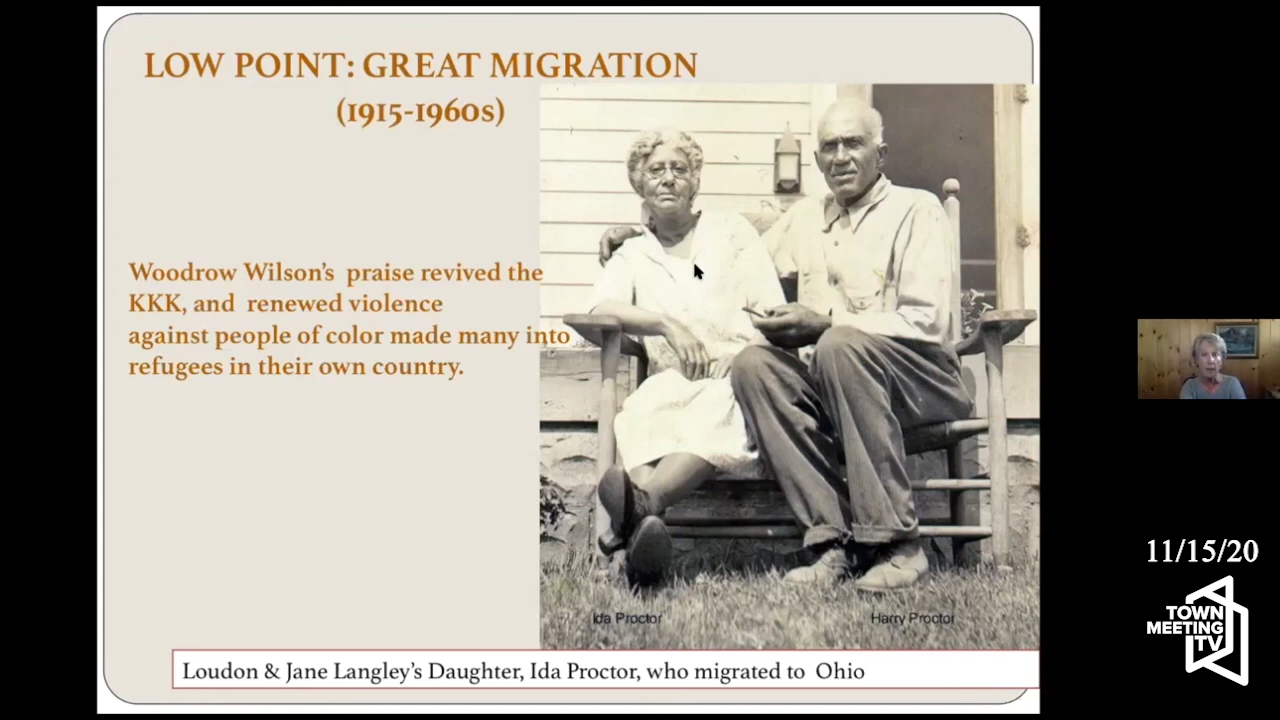 LOW POINT: GREAT MIGRATION
(1915-1960s)
Woodrow Wilson’s praise revived the
KKK, and renewed violence
against people of color made many into
refugees in their own country.
Ida Proctor
Harry Proctor
Loudon & Jane Langley’s Daughter, Ida Proctor, who migrated to Ohio
11/15/20
TOWN
MEETING
TV